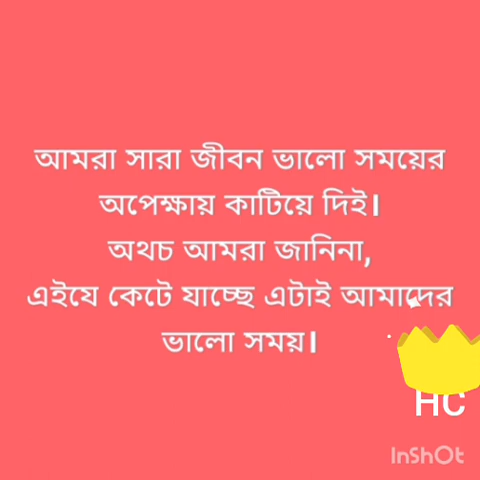 আমরা সারা জীবন ভালো সময়ের
অপেক্ষায় কাটিয়ে দিই।
অথচ আমরা জানিনা,
এইযে কেটে যাচ্ছে এটাই আমাদের
ভালো সময়।
HC
InShOt